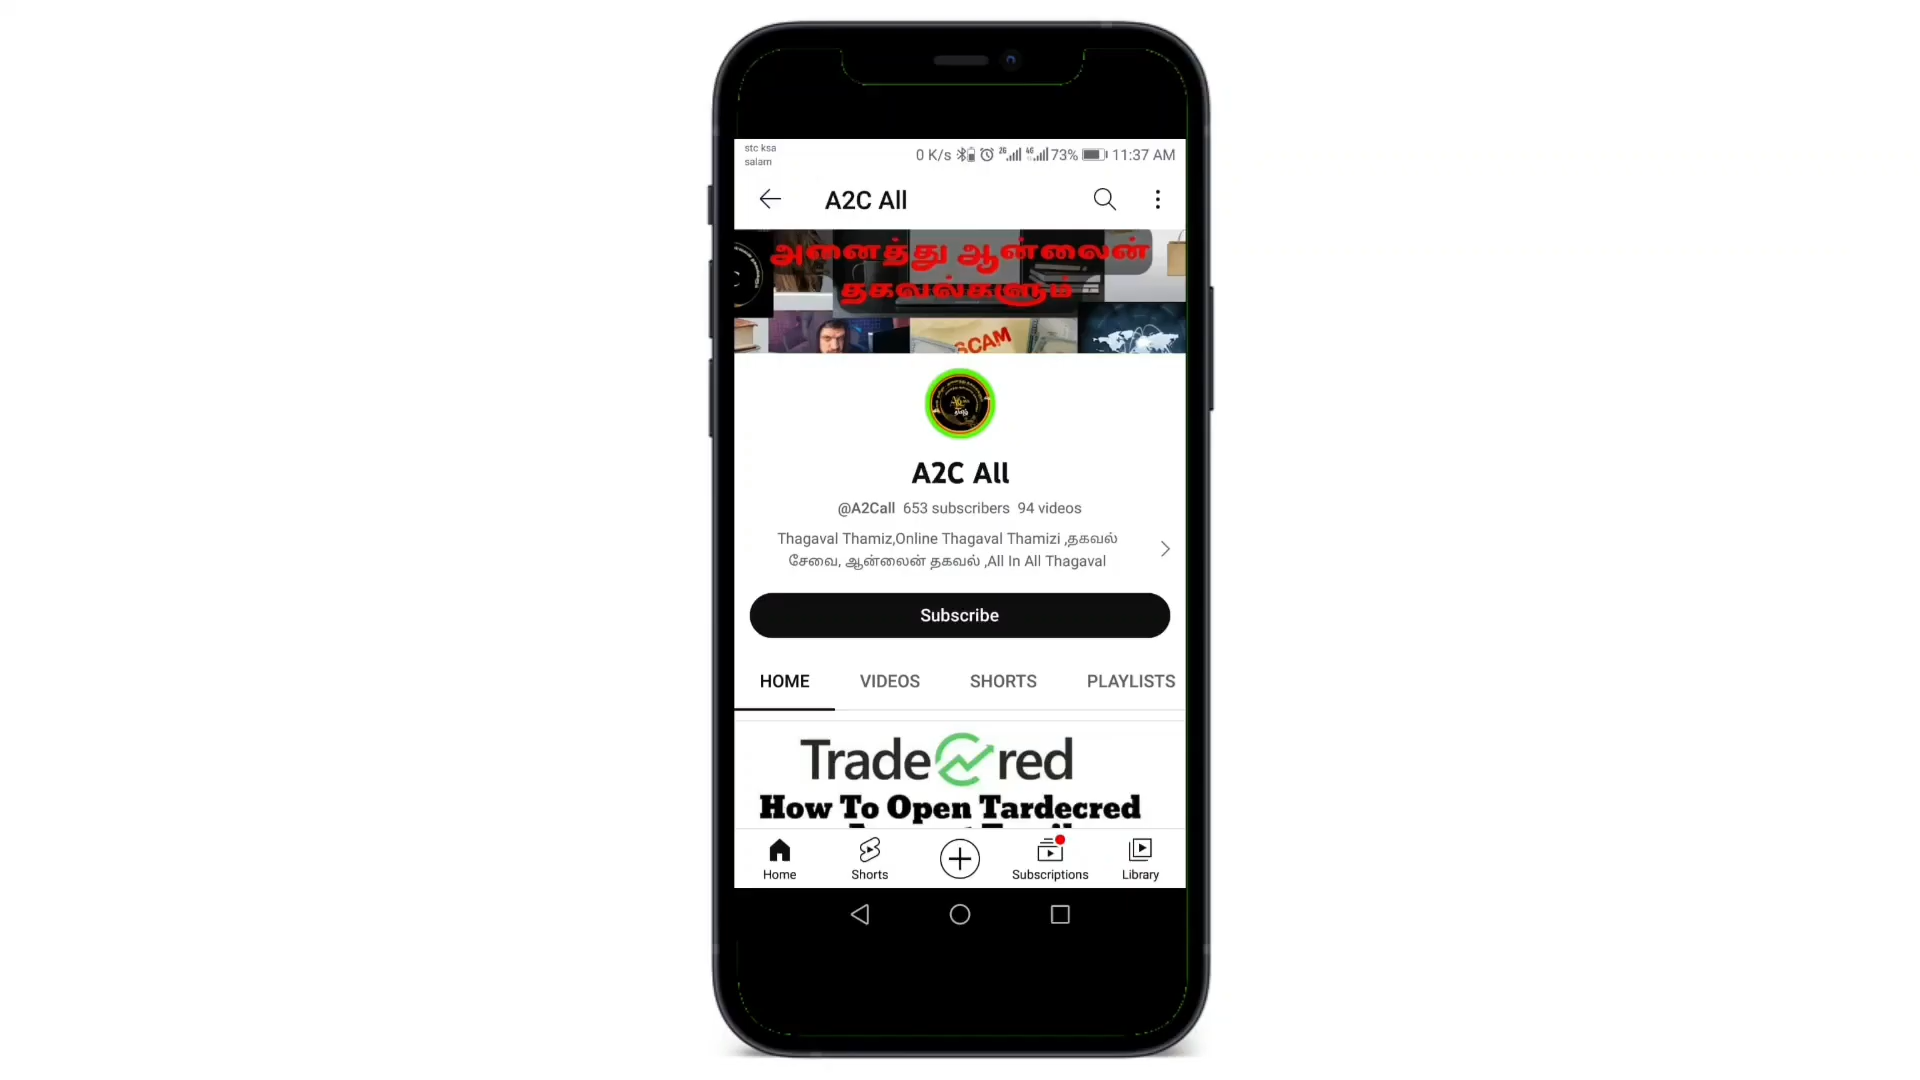 stc ksa
salam
0 K/s 73% 11:37 AM
A2C All
அனைத்து ஆன்லைன்
தகவல்களும்
SCAM
A2C All
@A2Call 653 subscribers 94 videos
Thagaval Thamiz,Online Thagaval Thamizi ,தகவல்
சேவை, ஆன்லைன் தகவல் ,All In All Thagaval
Subscribe
HOME VIDEOS SHORTS PLAYLISTS
TradeCred
How To Open Tardecred
Home Shorts Subscriptions Library